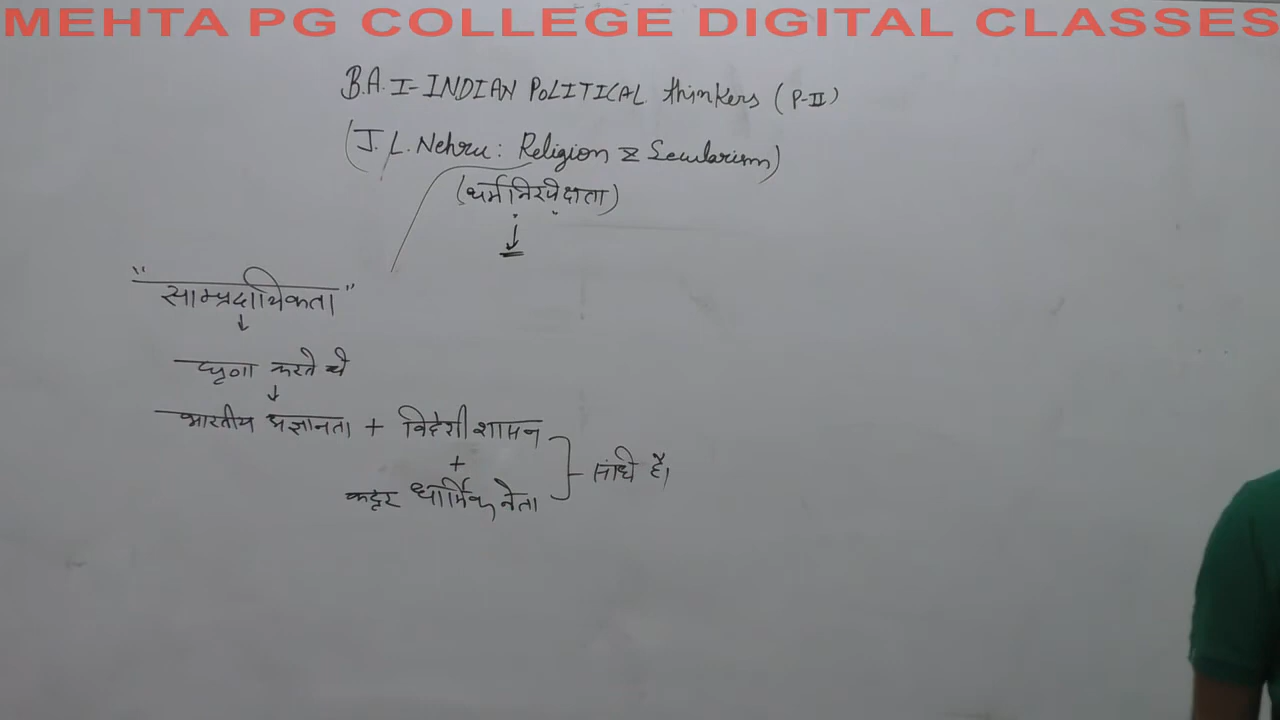 MEHTA PG COLLEGE DIGITAL CLASSES
B.A. I - INDIAN POLITICAL thinkers (P-II)
(J. L. Nehru: Religion & Secularism)
(धर्मनिरपेक्षता)
"साम्प्रदायिकता"
घृणा करते थे
भारतीय अज्ञानता + विदेशी शासन
+
कट्टर धार्मिक नेता
संधि है।